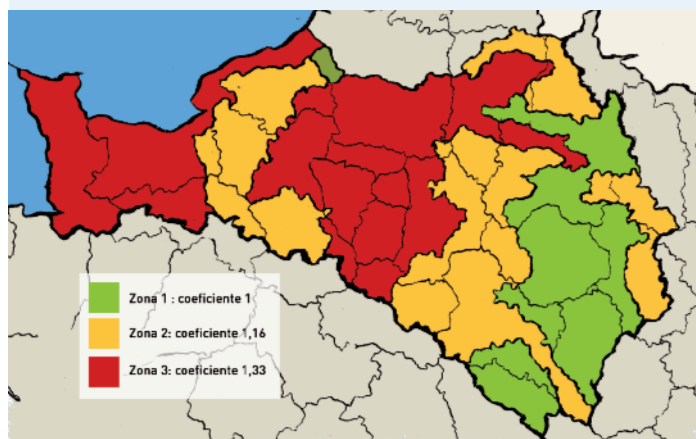 Zona 1 : coeficiente 1
Zona 2: coeficiente 1,16
Zona 3: coeficiente 1,33